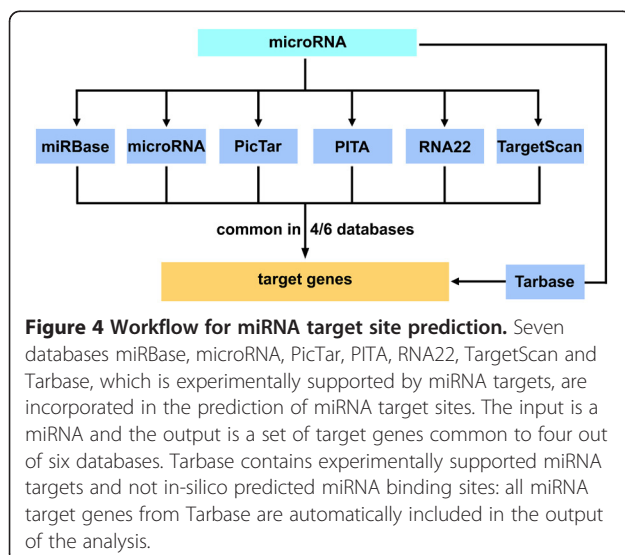 microRNA
miRBase microRNA PicTar PITA RNA22 TargetScan
common in 4/6 databases
target genes
Tarbase
Figure 4 Workflow for miRNA target site prediction. Seven
databases miRBase, microRNA, PicTar, PITA, RNA22, TargetScan and
Tarbase, which is experimentally supported by miRNA targets, are
incorporated in the prediction of miRNA target sites. The input is a
miRNA and the output is a set of target genes common to four out
of six databases. Tarbase contains experimentally supported miRNA
targets and not in-silico predicted miRNA binding sites: all miRNA
target genes from Tarbase are automatically included in the output
of the analysis.